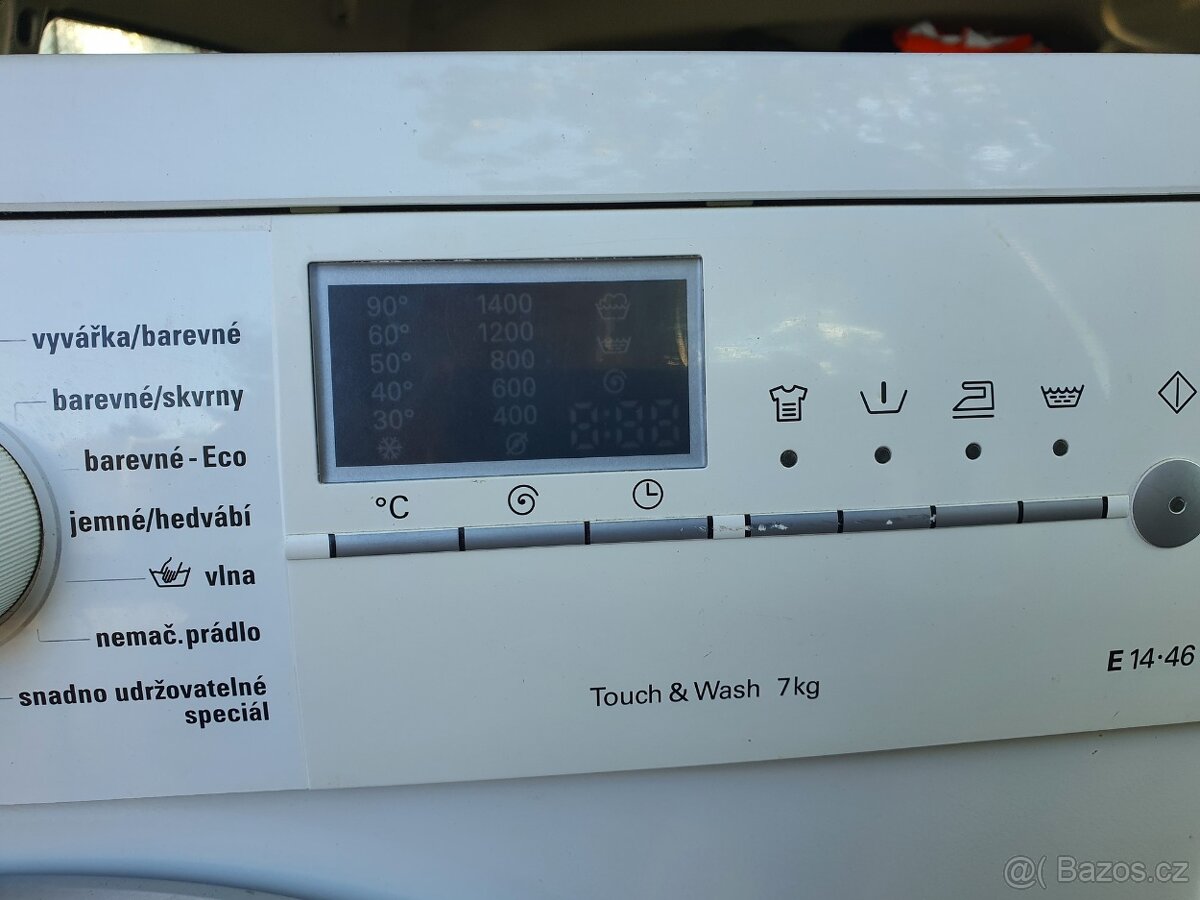 vyvářka/barevné
barevné/skvrny
barevné - Eco
jemné/hedvábí
vlna
nemač.prádlo
snadno udržovatelné
speciál
90° 1400
60° 1200
50° 800
40° 600
30° 400
8:88
°C
Touch & Wash 7kg
E 14·46
@( Bazos.cz